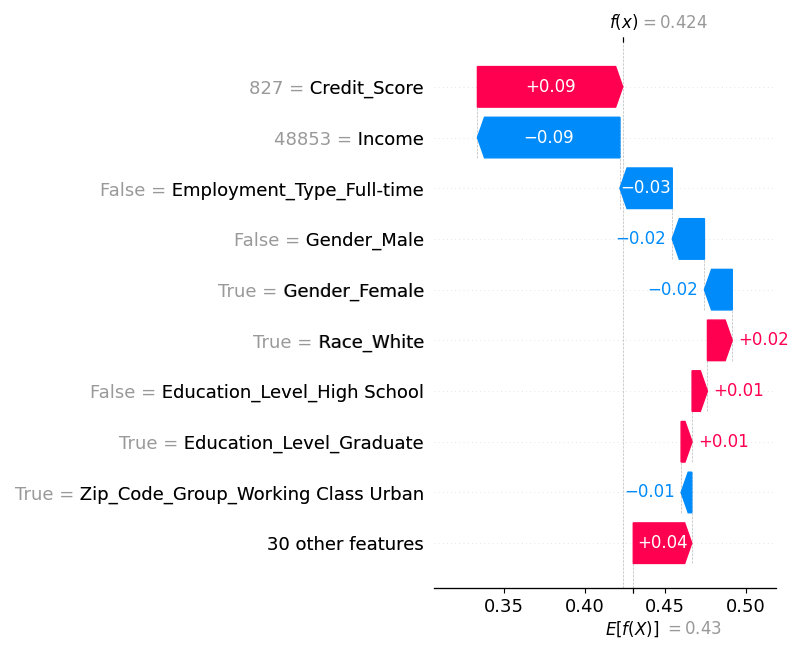 f(x) = 0.424
827 = Credit_Score
+0.09
48853 = Income
−0.09
False = Employment_Type_Full-time
−0.03
False = Gender_Male
−0.02
True = Gender_Female
−0.02
True = Race_White
+0.02
False = Education_Level_High School
+0.01
True = Education_Level_Graduate
+0.01
True = Zip_Code_Group_Working Class Urban
−0.01
30 other features
+0.04
0.35 0.40 0.45 0.50
E[f(X)] = 0.43